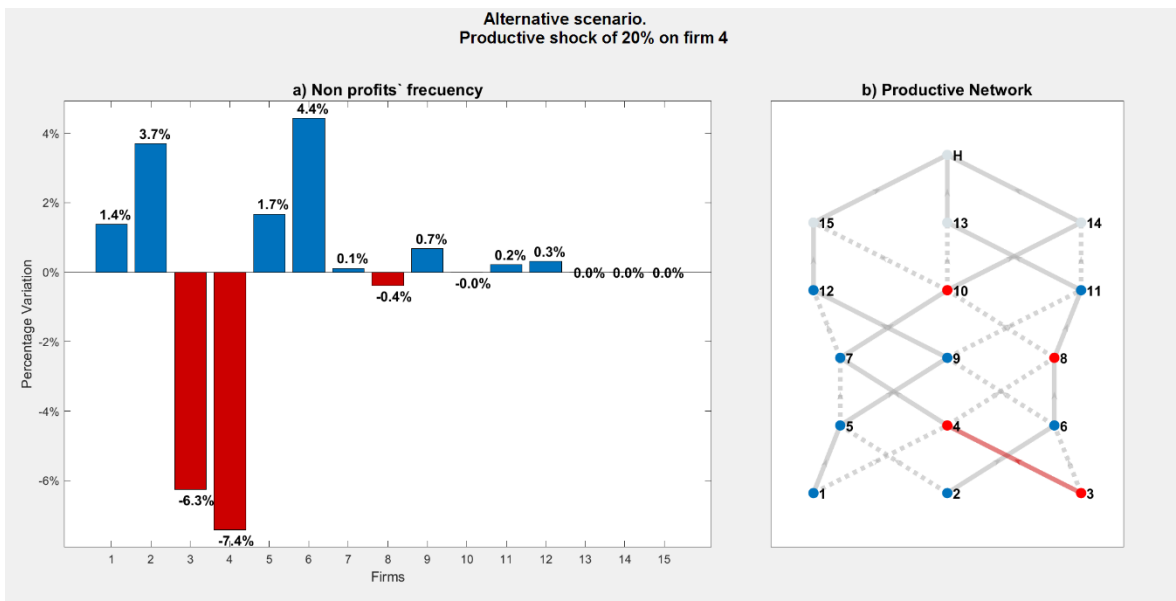 Alternative scenario.
Productive shock of 20% on firm 4
a) Non profits` frecuency
4%
2%
0%
-2%
-4%
-6%
Percentage Variation
1.4%
3.7%
-6.3%
-7.4%
1.7%
4.4%
0.1%
-0.4%
0.7%
-0.0%
0.2%
0.3%
0.0%
0.0%
0.0%
1 2 3 4 5 6 7 8 9 10 11 12 13 14 15
Firms
b) Productive Network
H
15 13 14
12 10 11
7 9 8
5 4 6
1 2 3